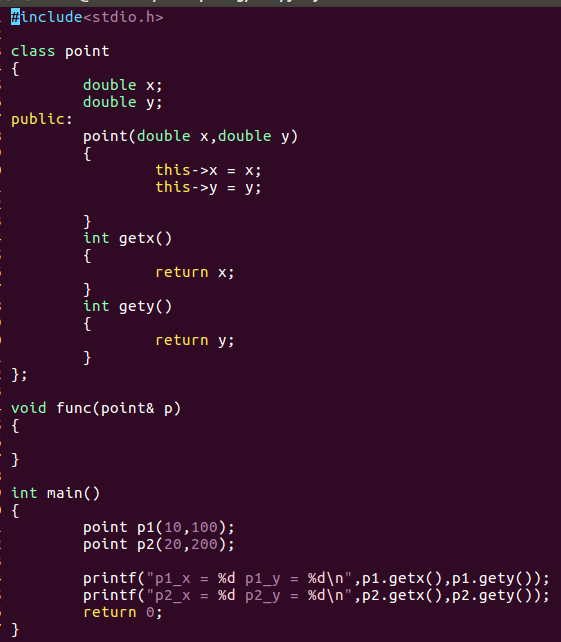 #include<stdio.h>
class point
{
double x;
double y;
public:
point(double x,double y)
{
this->x = x;
this->y = y;
}
int getx()
{
return x;
}
int gety()
{
return y;
}
};
void func(point& p)
{
}
int main()
{
point p1(10,100);
point p2(20,200);
printf("p1_x = %d p1_y = %d\n",p1.getx(),p1.gety());
printf("p2_x = %d p2_y = %d\n",p2.getx(),p2.gety());
return 0;
}